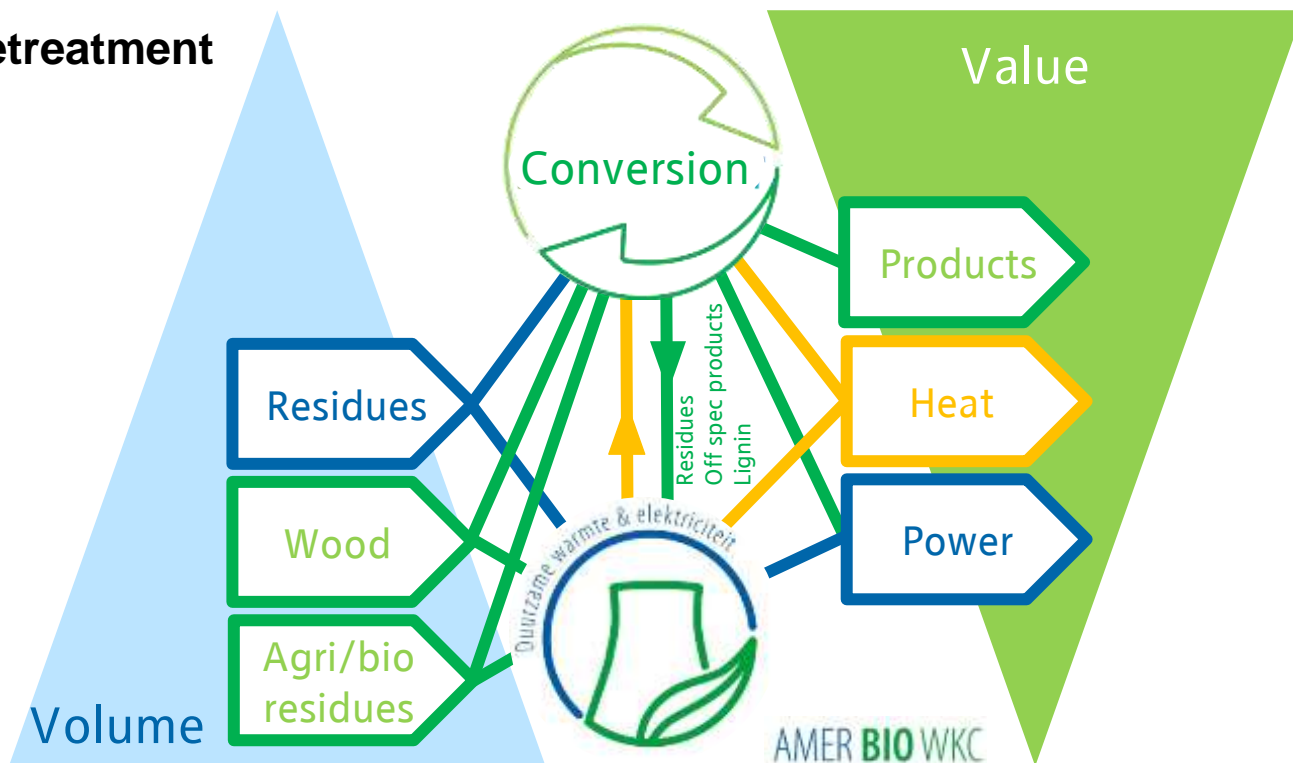 etreatment
Value
Conversion
Products
Residues
Heat
Residues
Off spec products
Lignin
Wood
Power
Duurzame warmte & elektriciteit
Agri/bio
residues
Volume
AMER BIO WKC